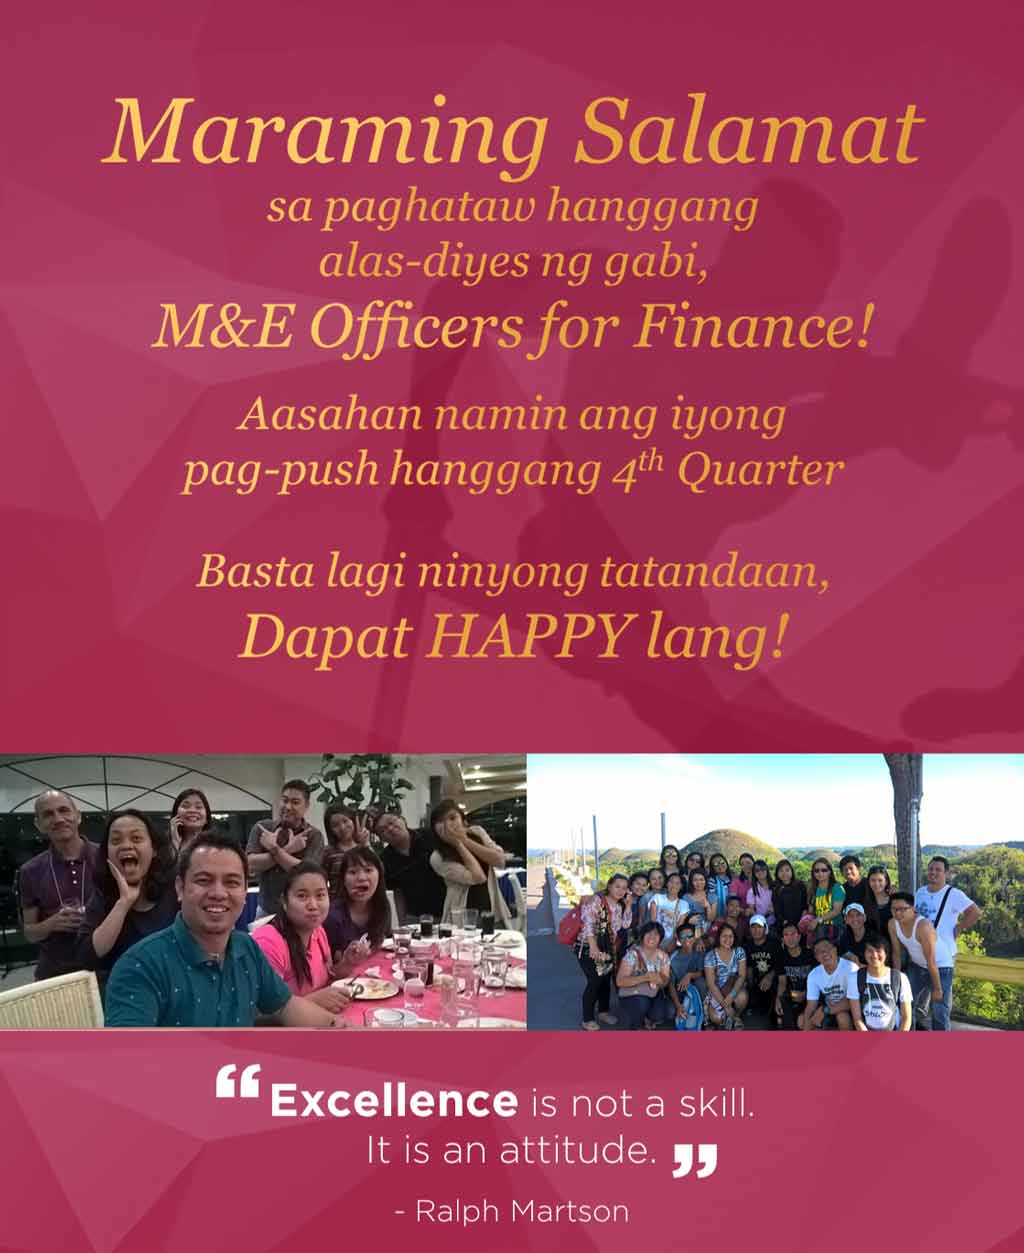 Maraming Salamat
sa paghataw hanggang
alas-diyes ng gabi,
M&E Officers for Finance!
Aasahan namin ang iyong
pag-push hanggang 4th Quarter
Basta lagi ninyong tatandaan,
Dapat HAPPY lang!
“Excellence is not a skill.
It is an attitude.”
- Ralph Martson